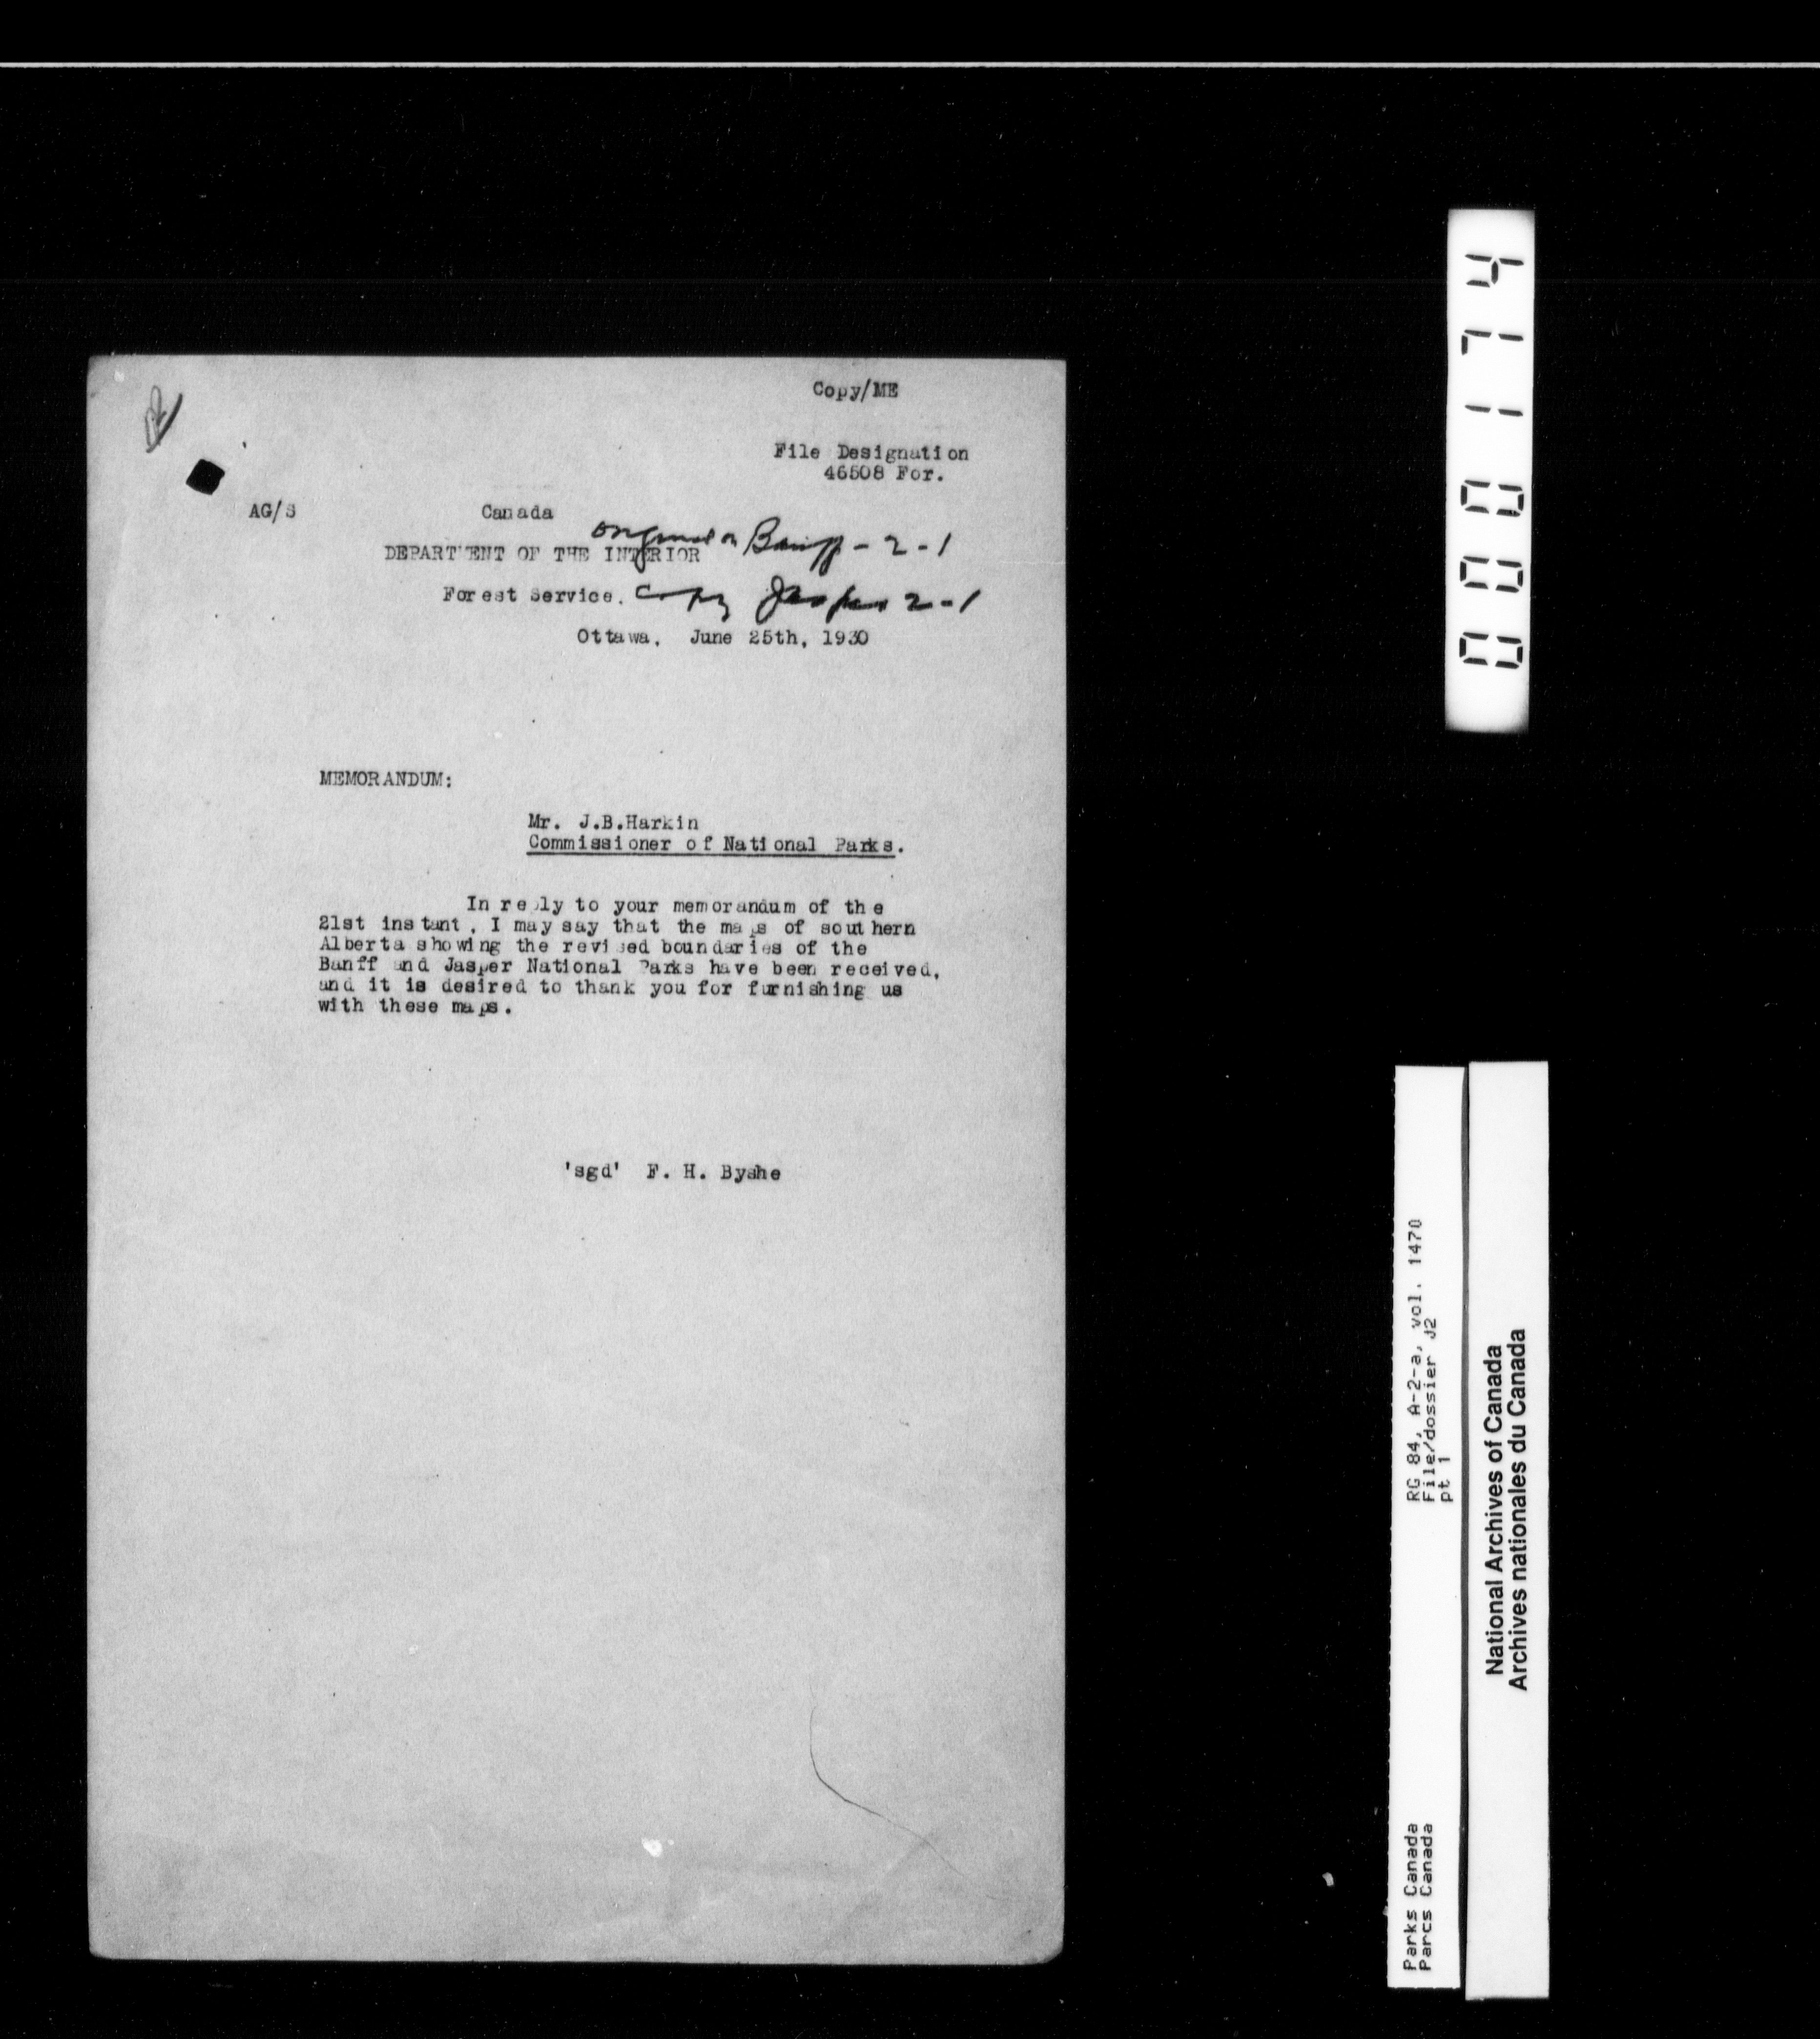 Copy/ME
File Designation
46508 For.
AG/S
Canada
original on Banff - 2 - 1
DEPARTMENT OF THE INTERIOR
Forest Service. Copy Jasper 2-1
Ottawa, June 25th, 1930
MEMORANDUM:
Mr. J.B.Harkin
Commissioner of National Parks.
In reply to your memorandum of the
21st instant, I may say that the maps of southern
Alberta showing the revised boundaries of the
Banff and Jasper National Parks have been received,
and it is desired to thank you for furnishing us
with these maps.
'sgd' F. H. Byshe
000174
RG 84, A-2-a, vol. 1470
File/dossier J2
pt 1
Parks Canada
Parcs Canada
National Archives of Canada
Archives nationales du Canada